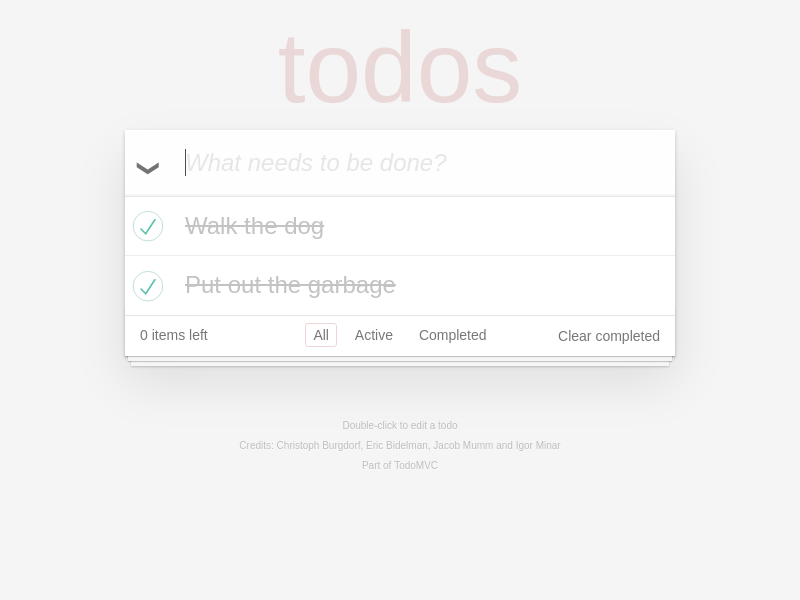 todos
What needs to be done?
Walk the dog
Put out the garbage
0 items left All Active Completed Clear completed
Double-click to edit a todo
Credits: Christoph Burgdorf, Eric Bidelman, Jacob Mumm and Igor Minar
Part of TodoMVC